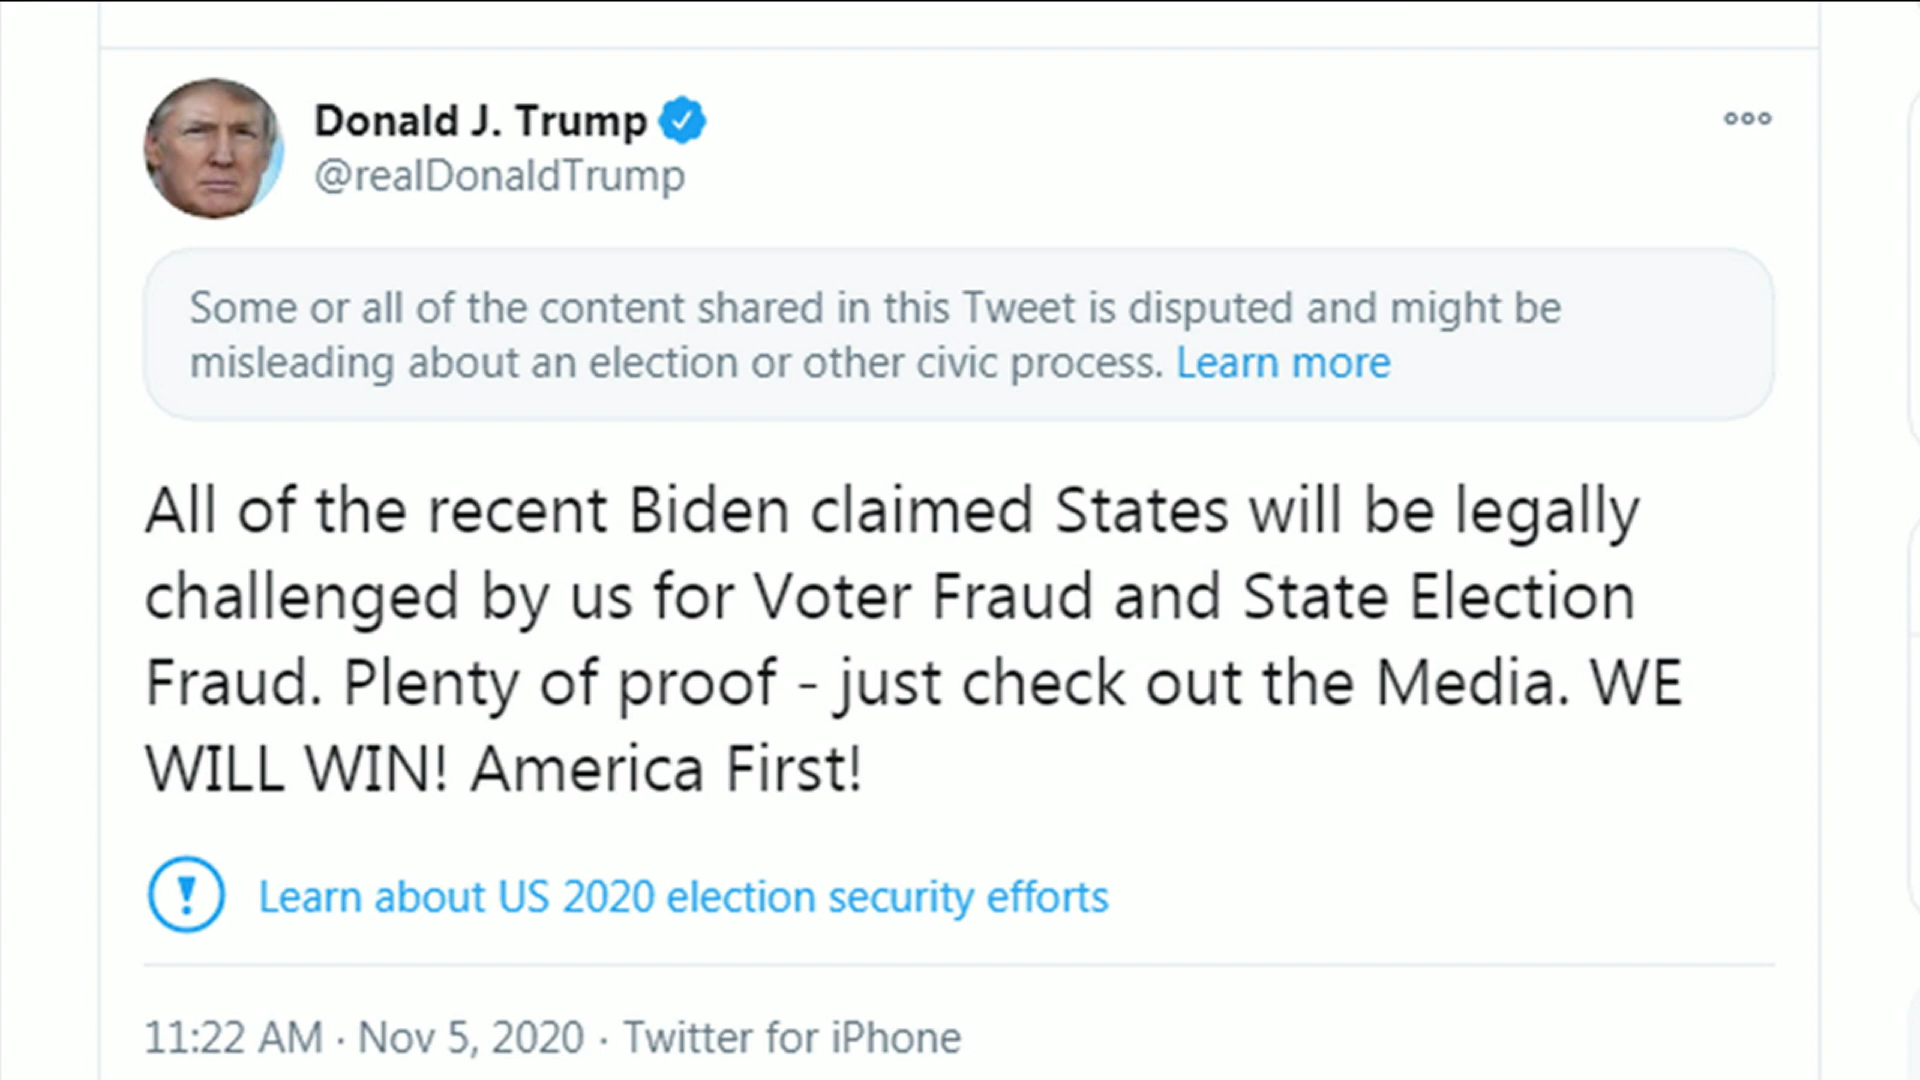 Donald J. Trump
@realDonaldTrump
Some or all of the content shared in this Tweet is disputed and might be
misleading about an election or other civic process. Learn more
All of the recent Biden claimed States will be legally
challenged by us for Voter Fraud and State Election
Fraud. Plenty of proof - just check out the Media. WE
WILL WIN! America First!
Learn about US 2020 election security efforts
11:22 AM · Nov 5, 2020 · Twitter for iPhone